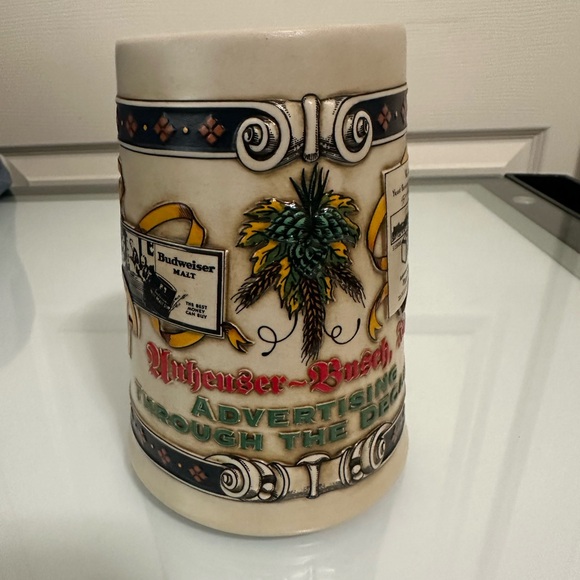 Budweiser
MALT
THE BEST
MONEY
CAN BUY
Anheuser-Busch,
ADVERTISING
THROUGH THE